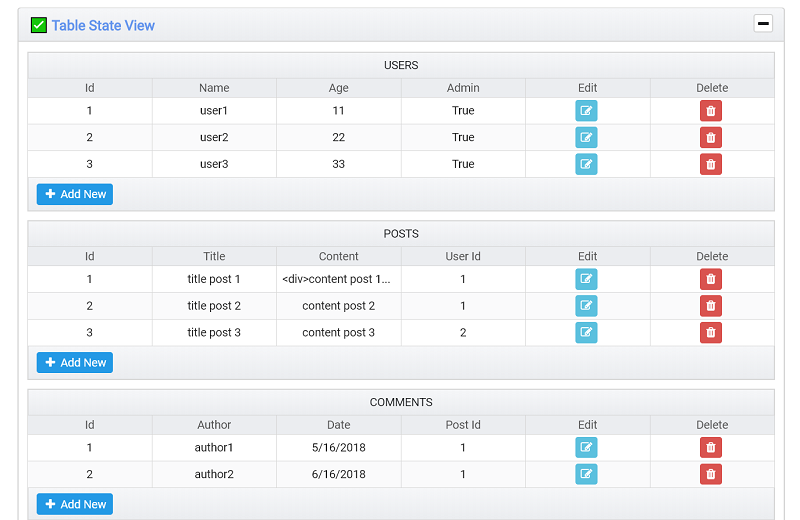 Table State View
USERS
Id Name Age Admin Edit Delete
1 user1 11 True
2 user2 22 True
3 user3 33 True
Add New
POSTS
Id Title Content User Id Edit Delete
1 title post 1 <div>content post 1... 1
2 title post 2 content post 2 1
3 title post 3 content post 3 2
Add New
COMMENTS
Id Author Date Post Id Edit Delete
1 author1 5/16/2018 1
2 author2 6/16/2018 1
Add New